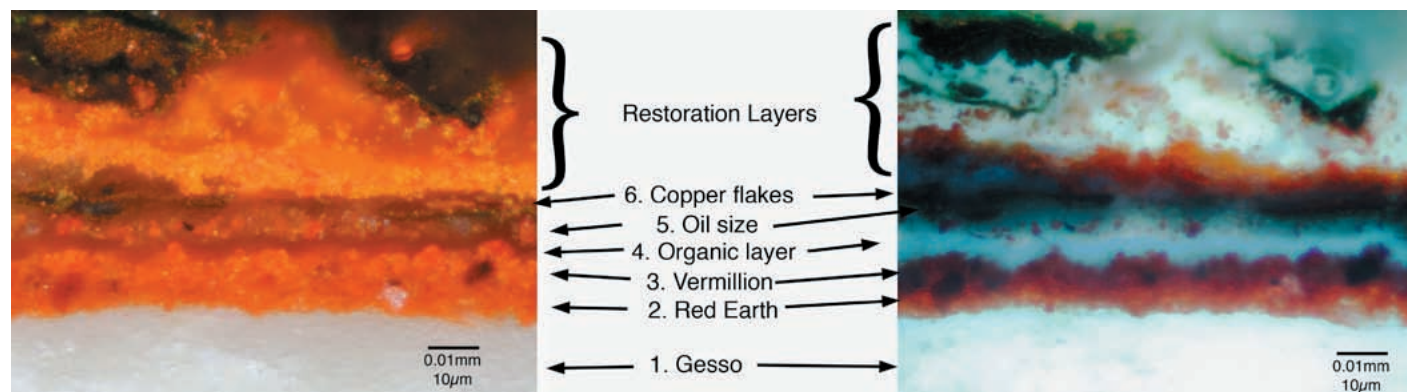 Restoration Layers
6. Copper flakes
5. Oil size
4. Organic layer
3. Vermillion
2. Red Earth
1. Gesso
0.01mm
10µm
0.01mm
10µm